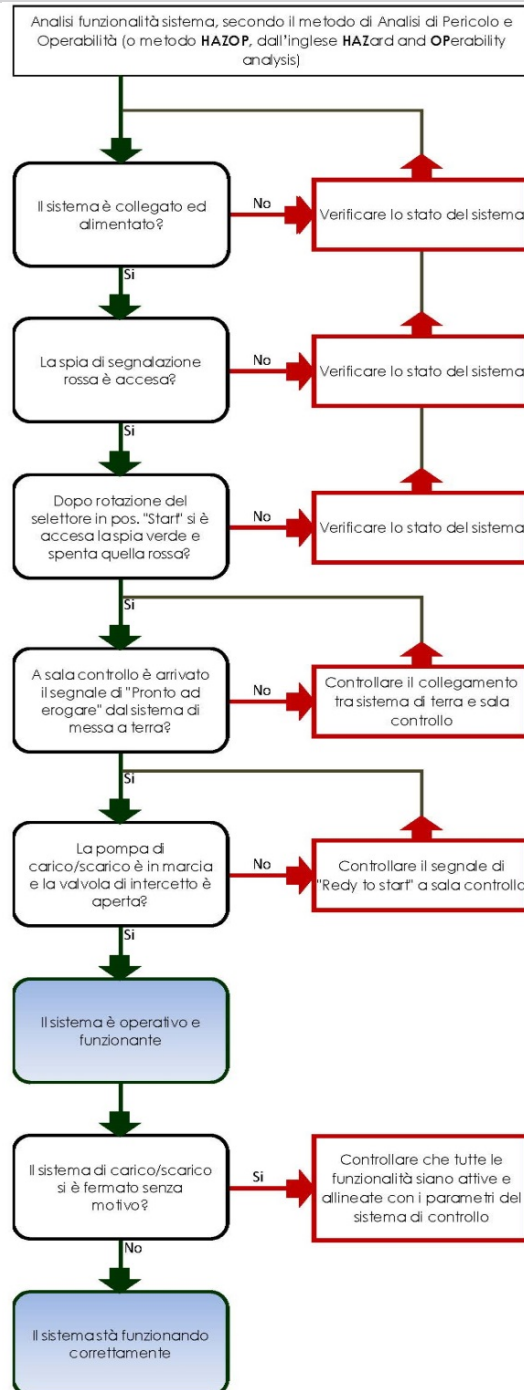 Analisi funzionalità sistema, secondo il metodo di Analisi di Pericolo e
Operabilità (o metodo HAZOP, dall'inglese HAZard and OPerability
analysis)
Il sistema è collegato ed
alimentato?
No
Verificare lo stato del sistema
Si
La spia di segnalazione
rossa è accesa?
No
Verificare lo stato del sistema
Si
Dopo rotazione del
selettore in pos. "Start" si è
accesa la spia verde e
spenta quella rossa?
No
Verificare lo stato del sistema
Si
A sala controllo è arrivato
il segnale di "Pronto ad
erogare" dal sistema di
messa a terra?
No
Controllare il collegamento
tra sistema di terra e sala
controllo
Si
La pompa di
carico/scarico è in marcia
e la valvola di intercetto è
aperta?
No
Controllare il segnale di
"Redy to start" a sala controllo
Si
Il sistema è operativo e
funzionante
Il sistema di carico/scarico
si è fermato senza
motivo?
Si
Controllare che tutte le
funzionalità siano attive e
allineate con i parametri del
sistema di controllo
No
Il sistema stà funzionando
correttamente